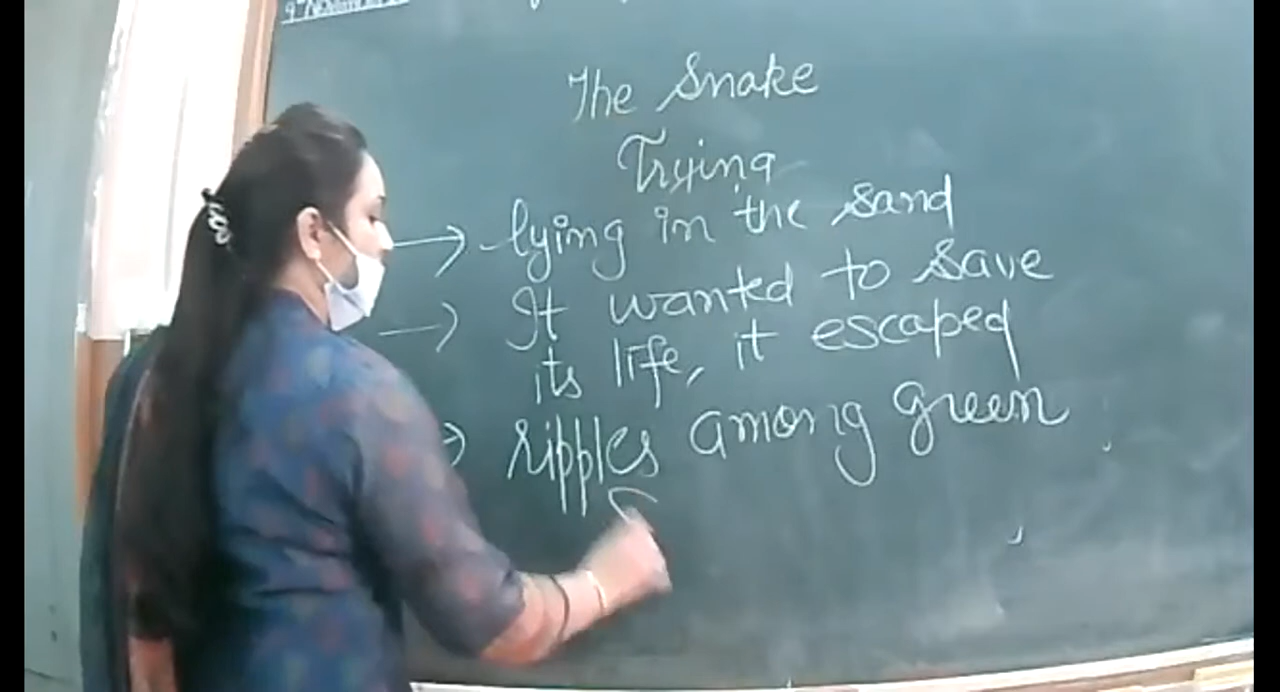 The Snake
Trying
→ lying in the sand
→ It wanted to save
its life, it escaped
→ ripples among green